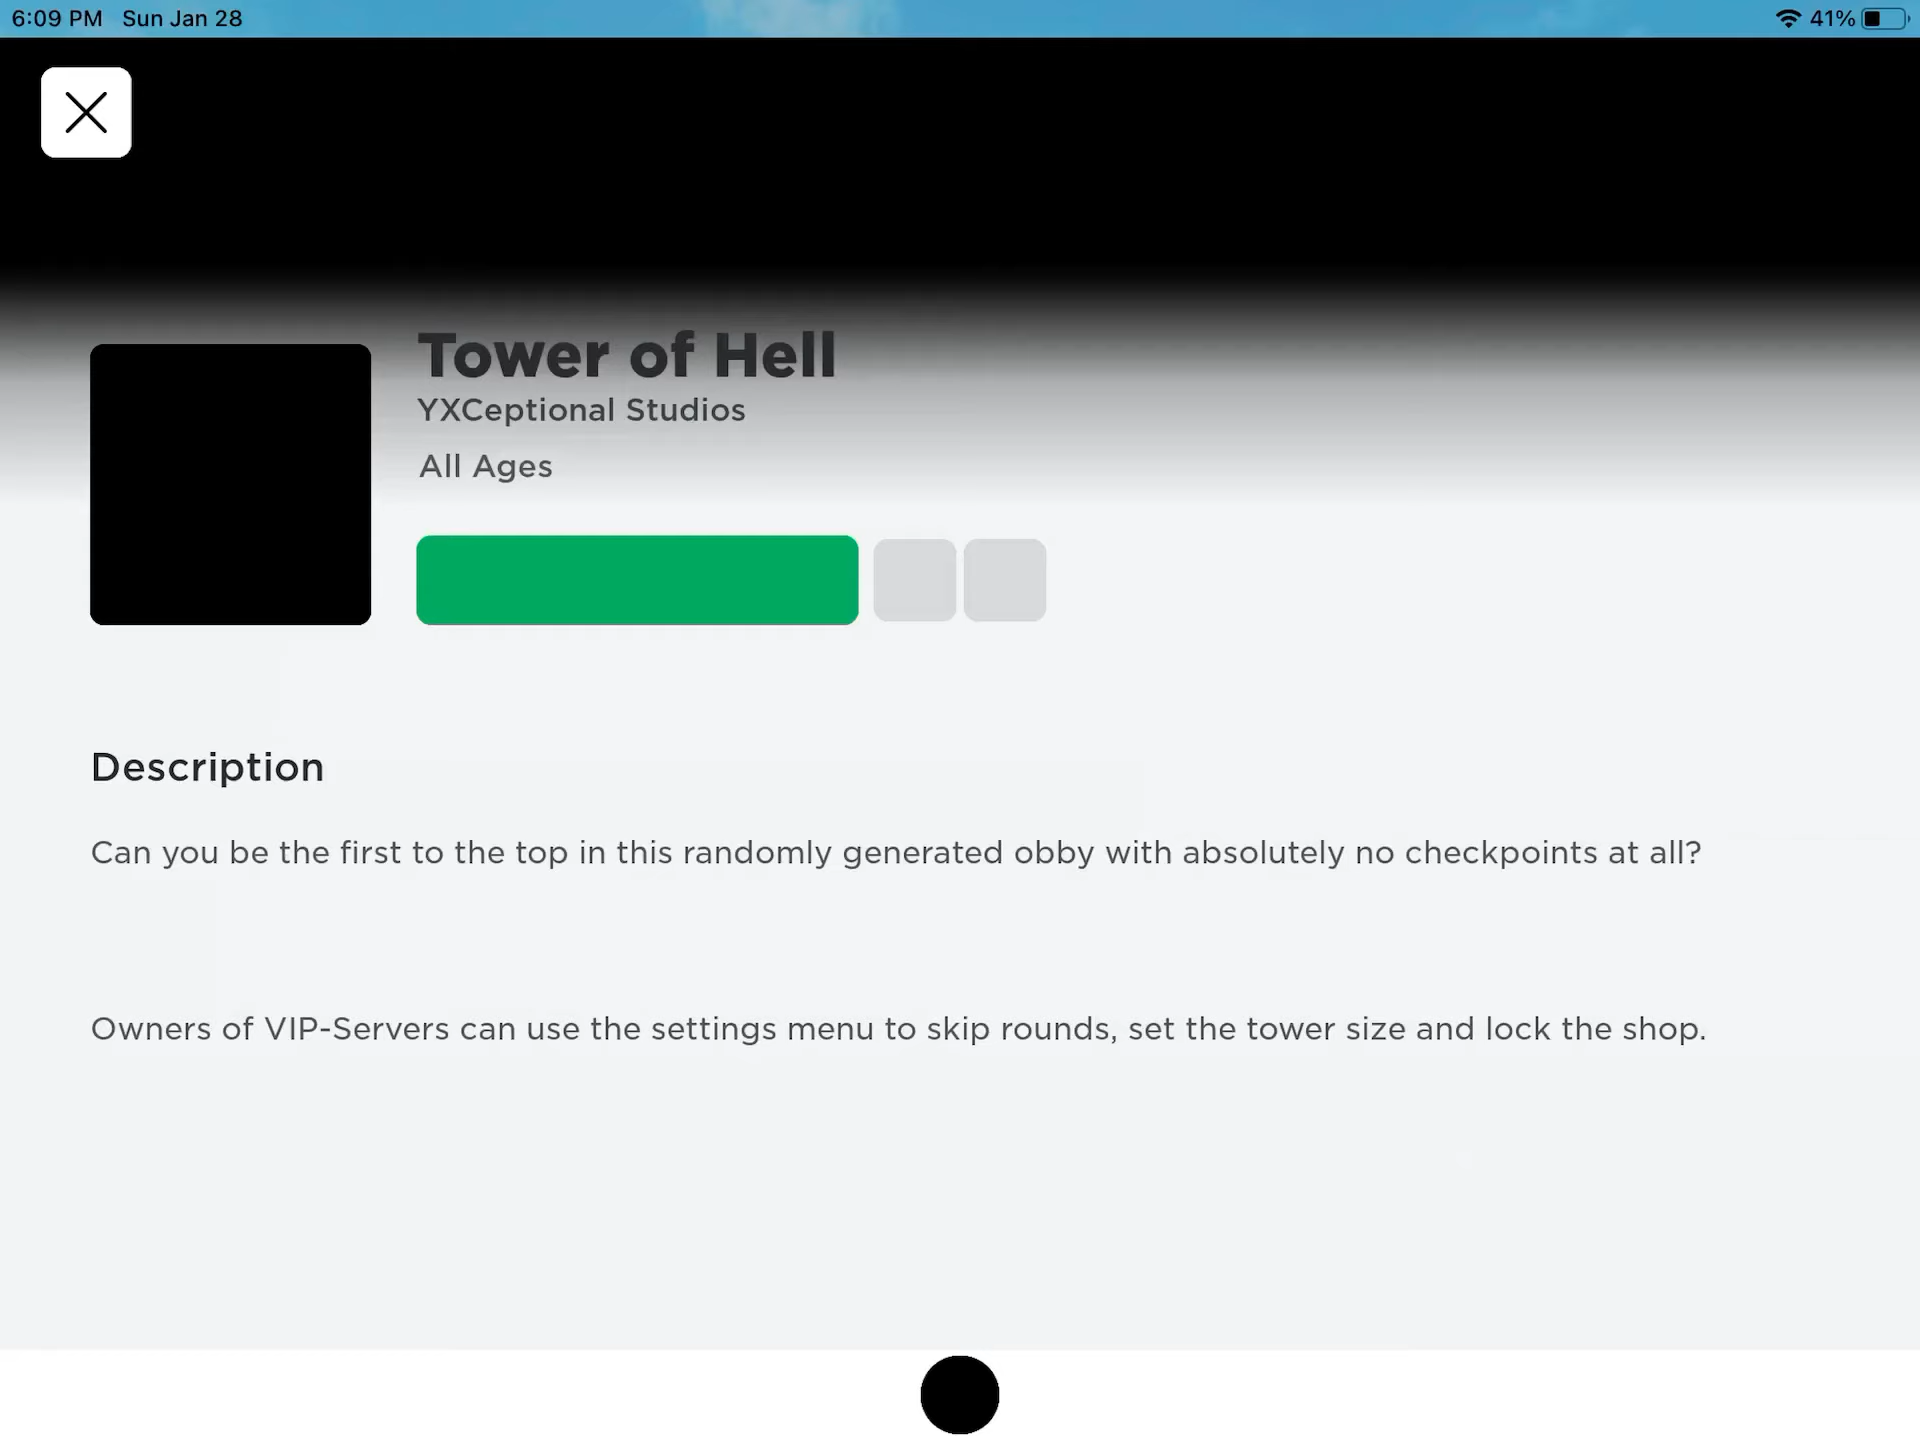 6:09 PM Sun Jan 28 41%
Tower of Hell
YXCeptional Studios
All Ages
Description
Can you be the first to the top in this randomly generated obby with absolutely no checkpoints at all?
Owners of VIP-Servers can use the settings menu to skip rounds, set the tower size and lock the shop.